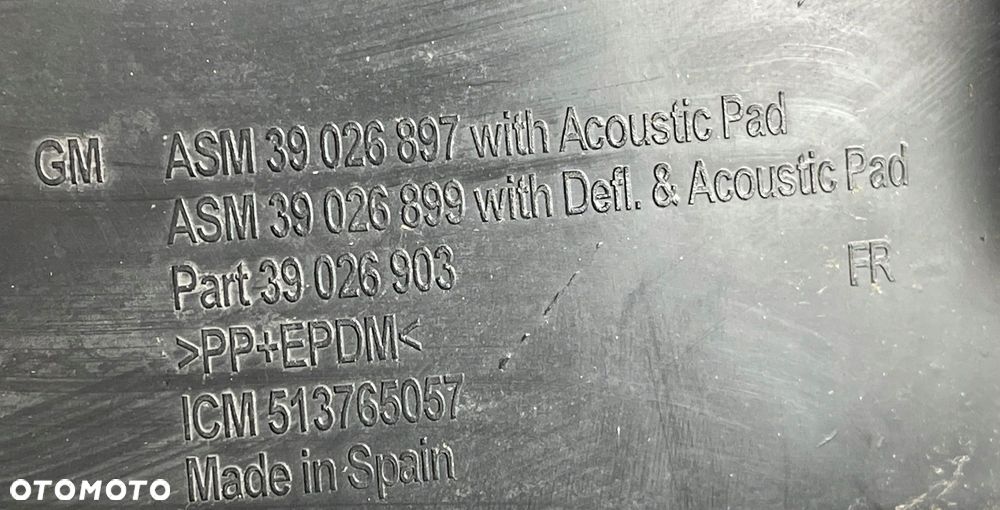 GM ASM 39 026 897 with Acoustic Pad
ASM 39 026 899 with Defl. & Acoustic Pad
Part 39 026 903 FR
>PP+EPDM<
ICM 513765057
Made in Spain
OTOMOTO